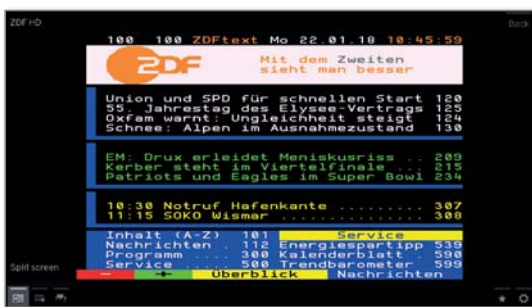 ZDF HD
Back
100 100 ZDFtext Mo 22.01.18 10:45:59
ZDF
Mit dem Zweiten
sieht man besser
Union und SPD für schnellen Start 120
55. Jahrestag des Elysee-Vertrags 125
Oxfam warnt: Ungleichheit steigt 124
Schnee: Alpen im Ausnahmezustand 130
EM: Drux erleidet Meniskusriss .. 209
Kerber steht im Viertelfinale ... 215
Patriots und Eagles im Super Bowl 234
10:30 Notruf Hafenkante ......... 307
11:15 SOKO Wismar ............... 308
Inhalt (A-Z) 101 Service
Nachrichten . 112 Energiespartipp 539
Programm .... 300 Kalenderblatt 590
Service ..... 500 Trendbarometer 599
Split screen
- + Überblick Nachrichten